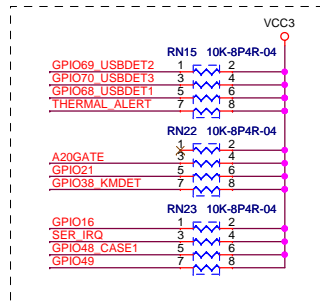 VCC3
RN15 10K-8P4R-04
GPIO69_USBDET2 1 2
GPIO70_USBDET3 3 4
GPIO68_USBDET1 5 6
THERMAL_ALERT 7 8
RN22 10K-8P4R-04
1 2
A20GATE 3 4
GPIO21 5 6
GPIO38_KMDET 7 8
RN23 10K-8P4R-04
GPIO16 1 2
SER_IRQ 3 4
GPIO48_CASE1 5 6
GPIO49 7 8